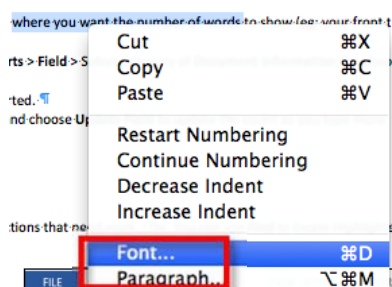 where you want the number of words to show (eg: your front t
Cut ⌘X
rts > Field > S
Copy ⌘C
Paste ⌘V
rted. ¶
nd choose Up
Restart Numbering
Continue Numbering
Decrease Indent
Increase Indent
tions that ne
Font... ⌘D
FILE
Paragraph.. ⌥⌘M